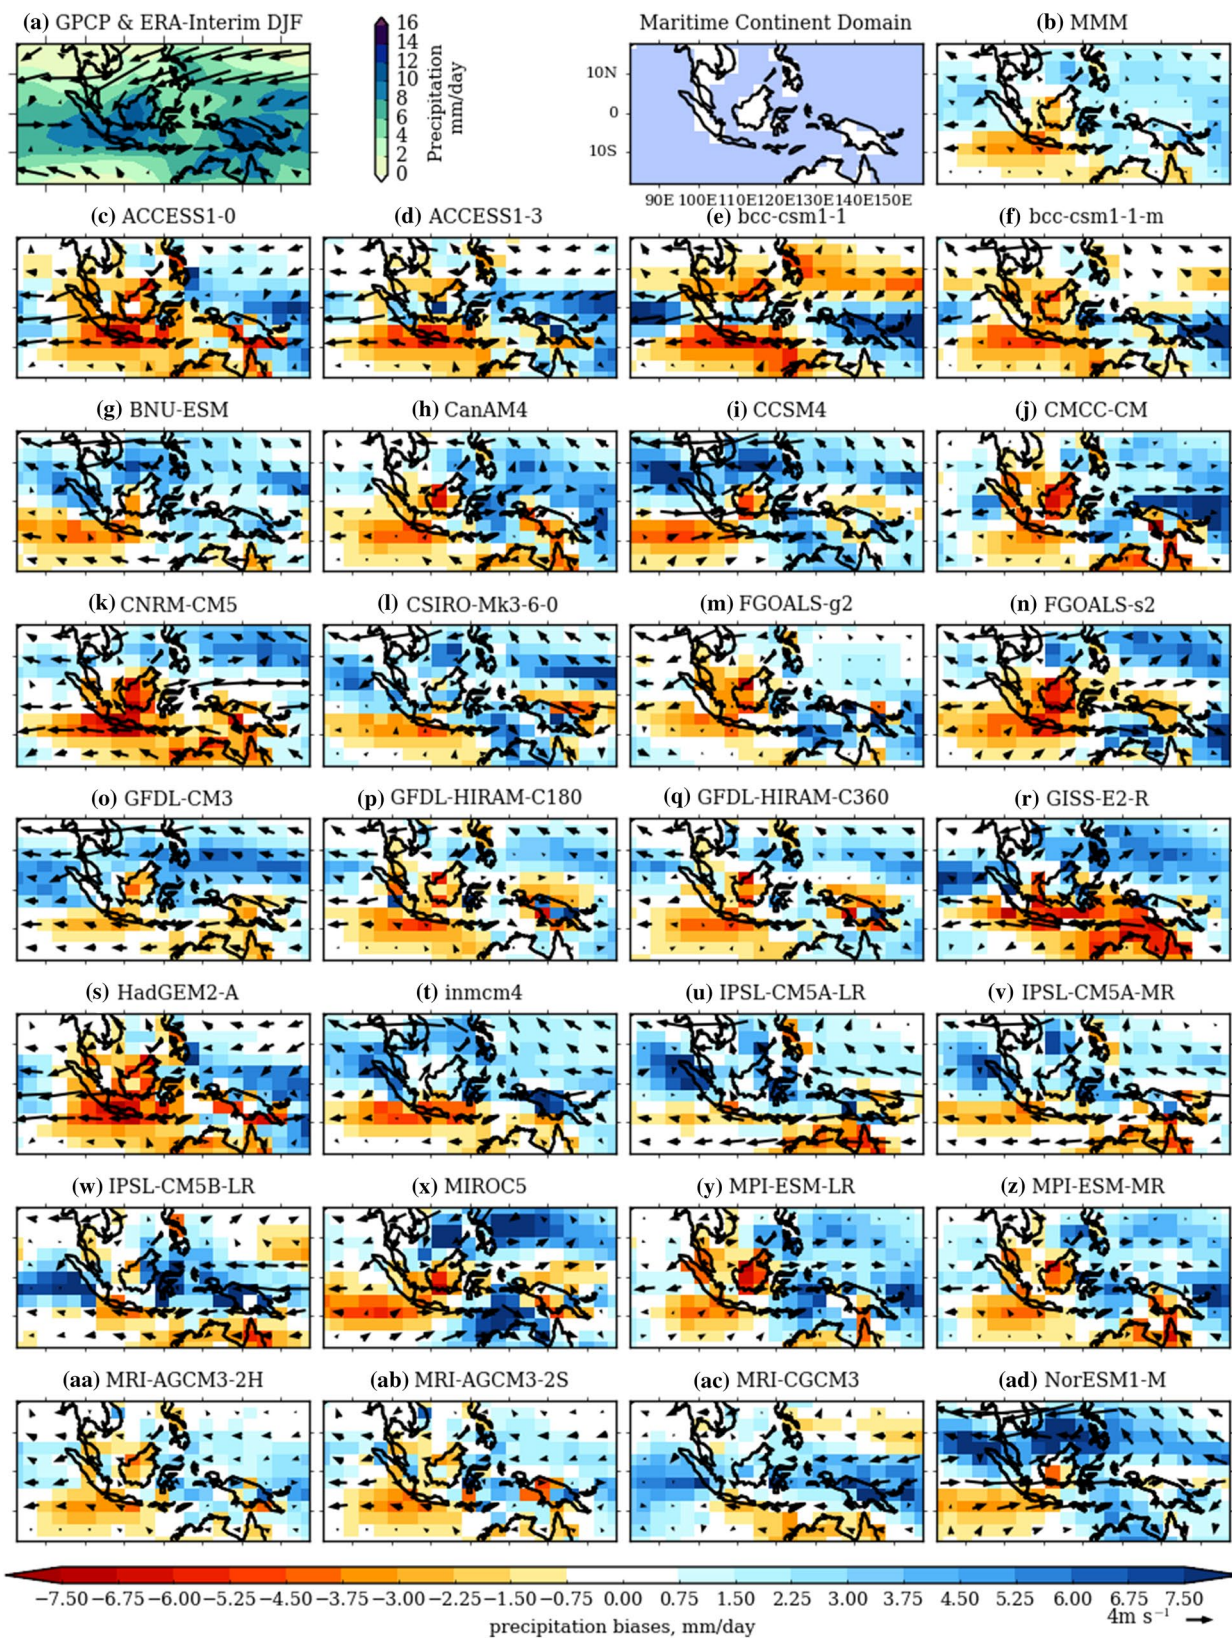 (a) GPCP & ERA-Interim DJF
16
14
12
10
8
6
4
2
0
Precipitation
mm/day
Maritime Continent Domain
10N
0
10S
90E 100E110E120E130E140E150E
(b) MMM
(c) ACCESS1-0
(d) ACCESS1-3
(e) bcc-csm1-1
(f) bcc-csm1-1-m
(g) BNU-ESM
(h) CanAM4
(i) CCSM4
(j) CMCC-CM
(k) CNRM-CM5
(l) CSIRO-Mk3-6-0
(m) FGOALS-g2
(n) FGOALS-s2
(o) GFDL-CM3
(p) GFDL-HIRAM-C180
(q) GFDL-HIRAM-C360
(r) GISS-E2-R
(s) HadGEM2-A
(t) inmcm4
(u) IPSL-CM5A-LR
(v) IPSL-CM5A-MR
(w) IPSL-CM5B-LR
(x) MIROC5
(y) MPI-ESM-LR
(z) MPI-ESM-MR
(aa) MRI-AGCM3-2H
(ab) MRI-AGCM3-2S
(ac) MRI-CGCM3
(ad) NorESM1-M
−7.50 −6.75 −6.00 −5.25 −4.50 −3.75 −3.00 −2.25 −1.50 −0.75 0.00 0.75 1.50 2.25 3.00 3.75 4.50 5.25 6.00 6.75 7.50
precipitation biases, mm/day
4m s⁻¹